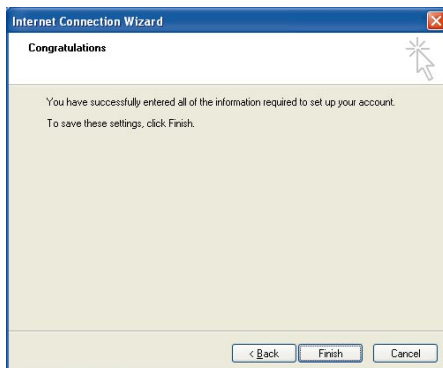 Internet Connection Wizard
Congratulations
You have successfully entered all of the information required to set up your account.
To save these settings, click Finish.
< Back
Finish
Cancel